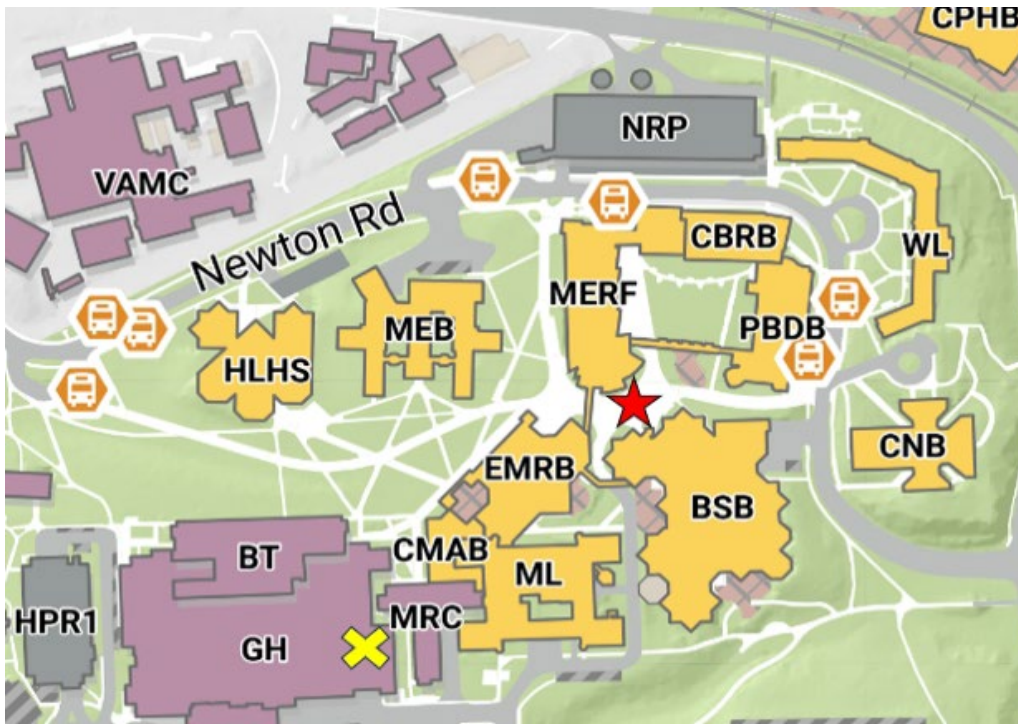 CPHB
NRP
VAMC
Newton Rd
CBRB
WL
MERF
MEB
PBDB
HLHS
CNB
EMRB
BSB
BT
CMAB
ML
HPR1
MRC
GH